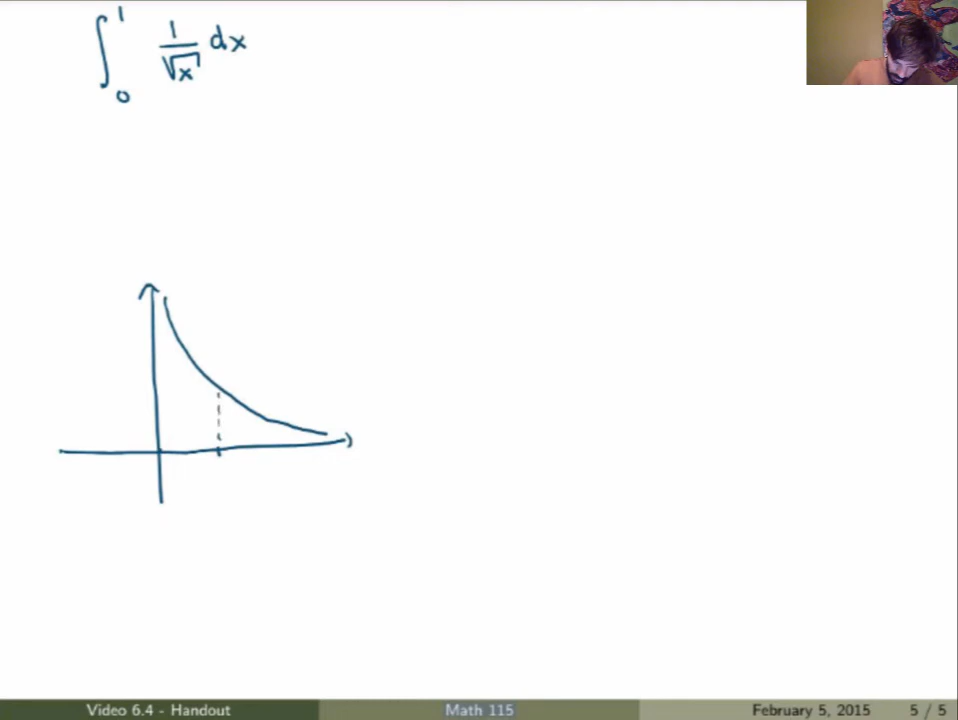 ∫₀¹ 1/√x dx
Video 6.4 - Handout Math 115 February 5, 2015 5 / 5